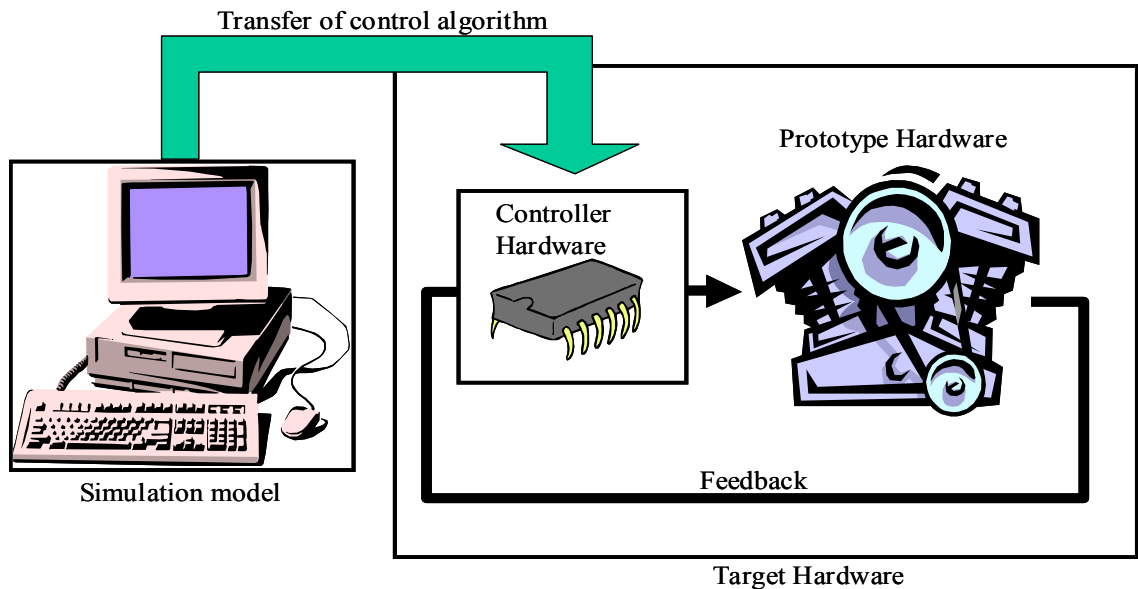 Transfer of control algorithm
Prototype Hardware
Controller
Hardware
Feedback
Simulation model
Target Hardware